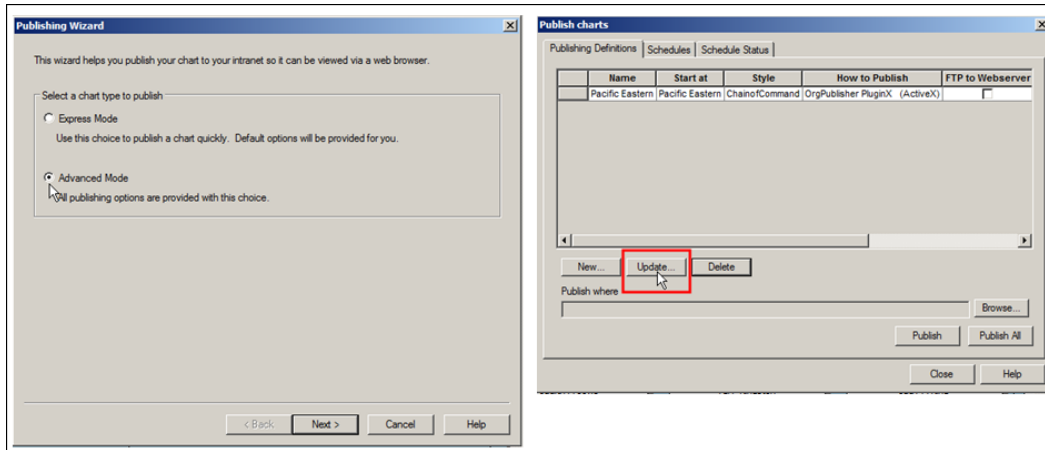 Publishing Wizard
This wizard helps you publish your chart to your intranet so it can be viewed via a web browser.
Select a chart type to publish
Express Mode
Use this choice to publish a chart quickly. Default options will be provided for you.
Advanced Mode
All publishing options are provided with this choice.
< Back Next > Cancel Help
Publish charts
Publishing Definitions Schedules Schedule Status
Name Start at Style How to Publish FTP to Webserver
Pacific Eastern Pacific Eastern ChainofCommand OrgPublisher PluginX (ActiveX)
New... Update... Delete
Publish where
Browse...
Publish Publish All
Close Help